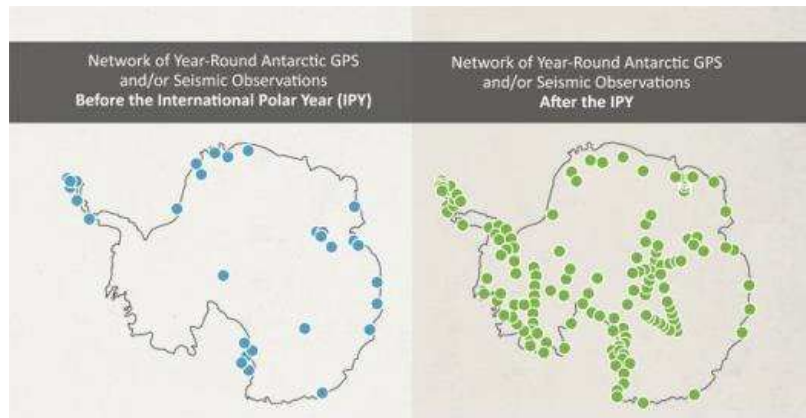 Network of Year-Round Antarctic GPS
and/or Seismic Observations
Before the International Polar Year (IPY)
Network of Year-Round Antarctic GPS
and/or Seismic Observations
After the IPY